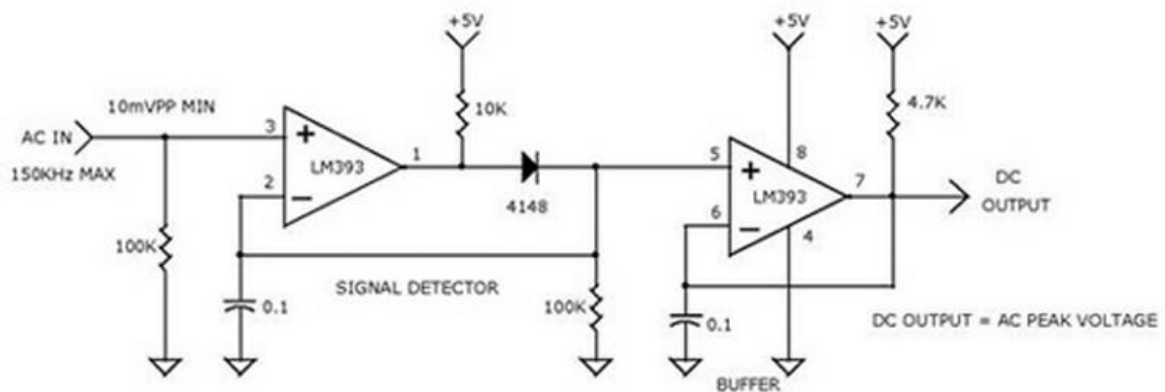 +5V
+5V
+5V
10mVPP MIN
10K
4.7K
AC IN
3
+
LM393
1
5
+
8
150KHz MAX
2
−
4148
LM393
7
DC
OUTPUT
6
−
4
100K
SIGNAL DETECTOR
0.1
100K
0.1
DC OUTPUT = AC PEAK VOLTAGE
BUFFER